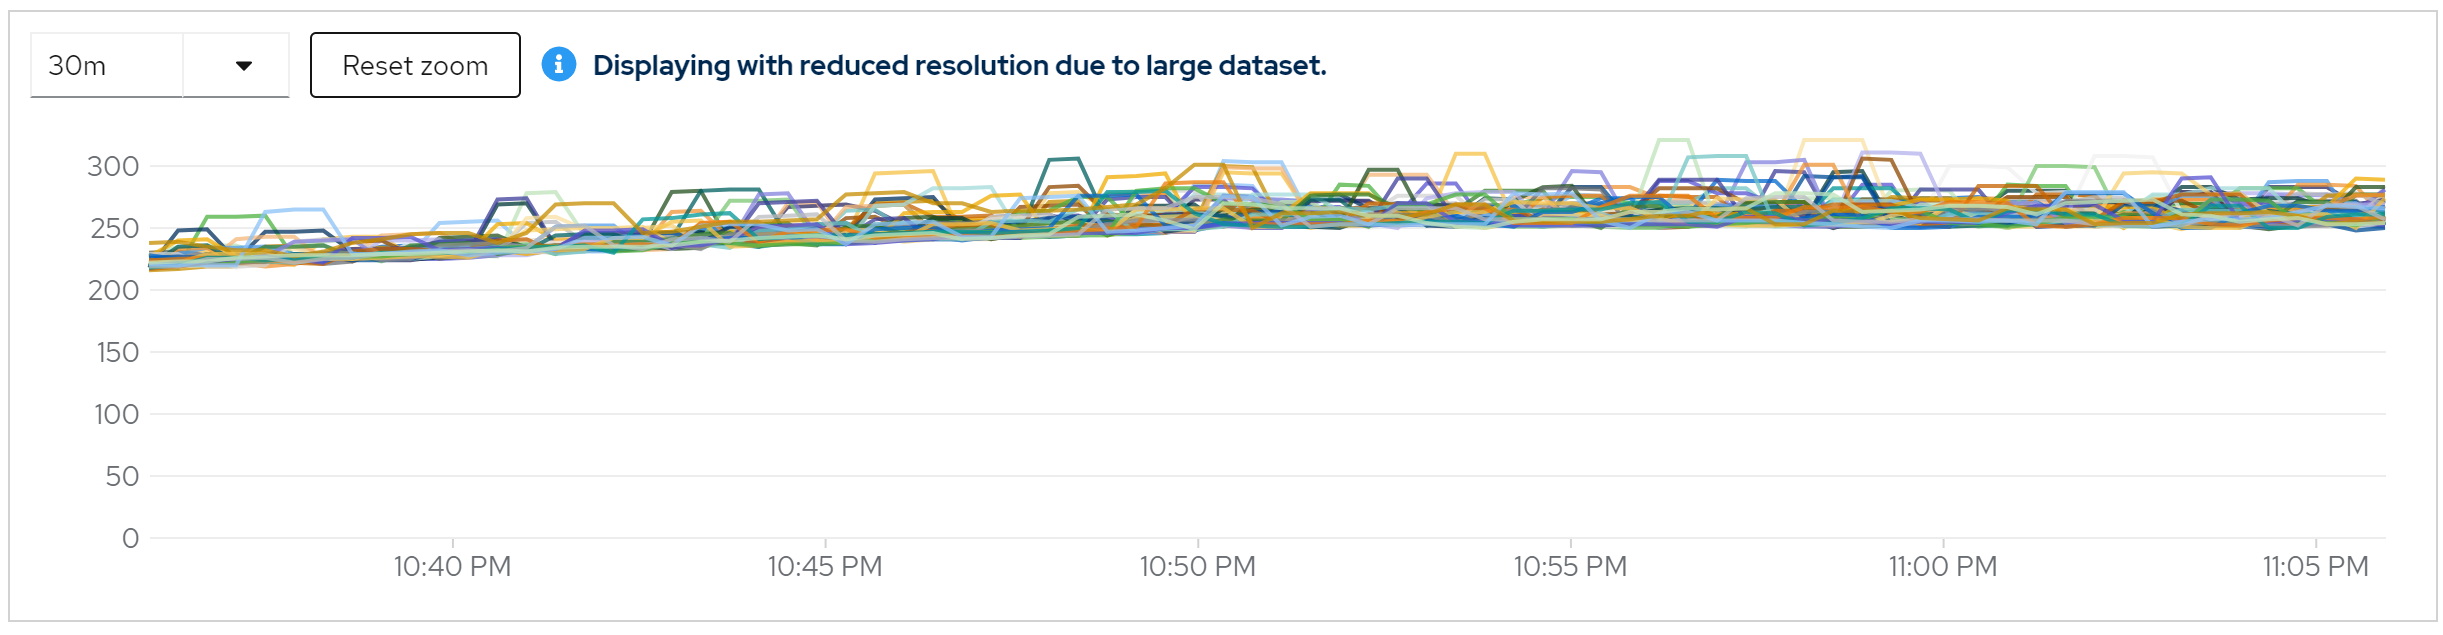 30m
Reset zoom
Displaying with reduced resolution due to large dataset.
300
250
200
150
100
50
0
10:40 PM
10:45 PM
10:50 PM
10:55 PM
11:00 PM
11:05 PM